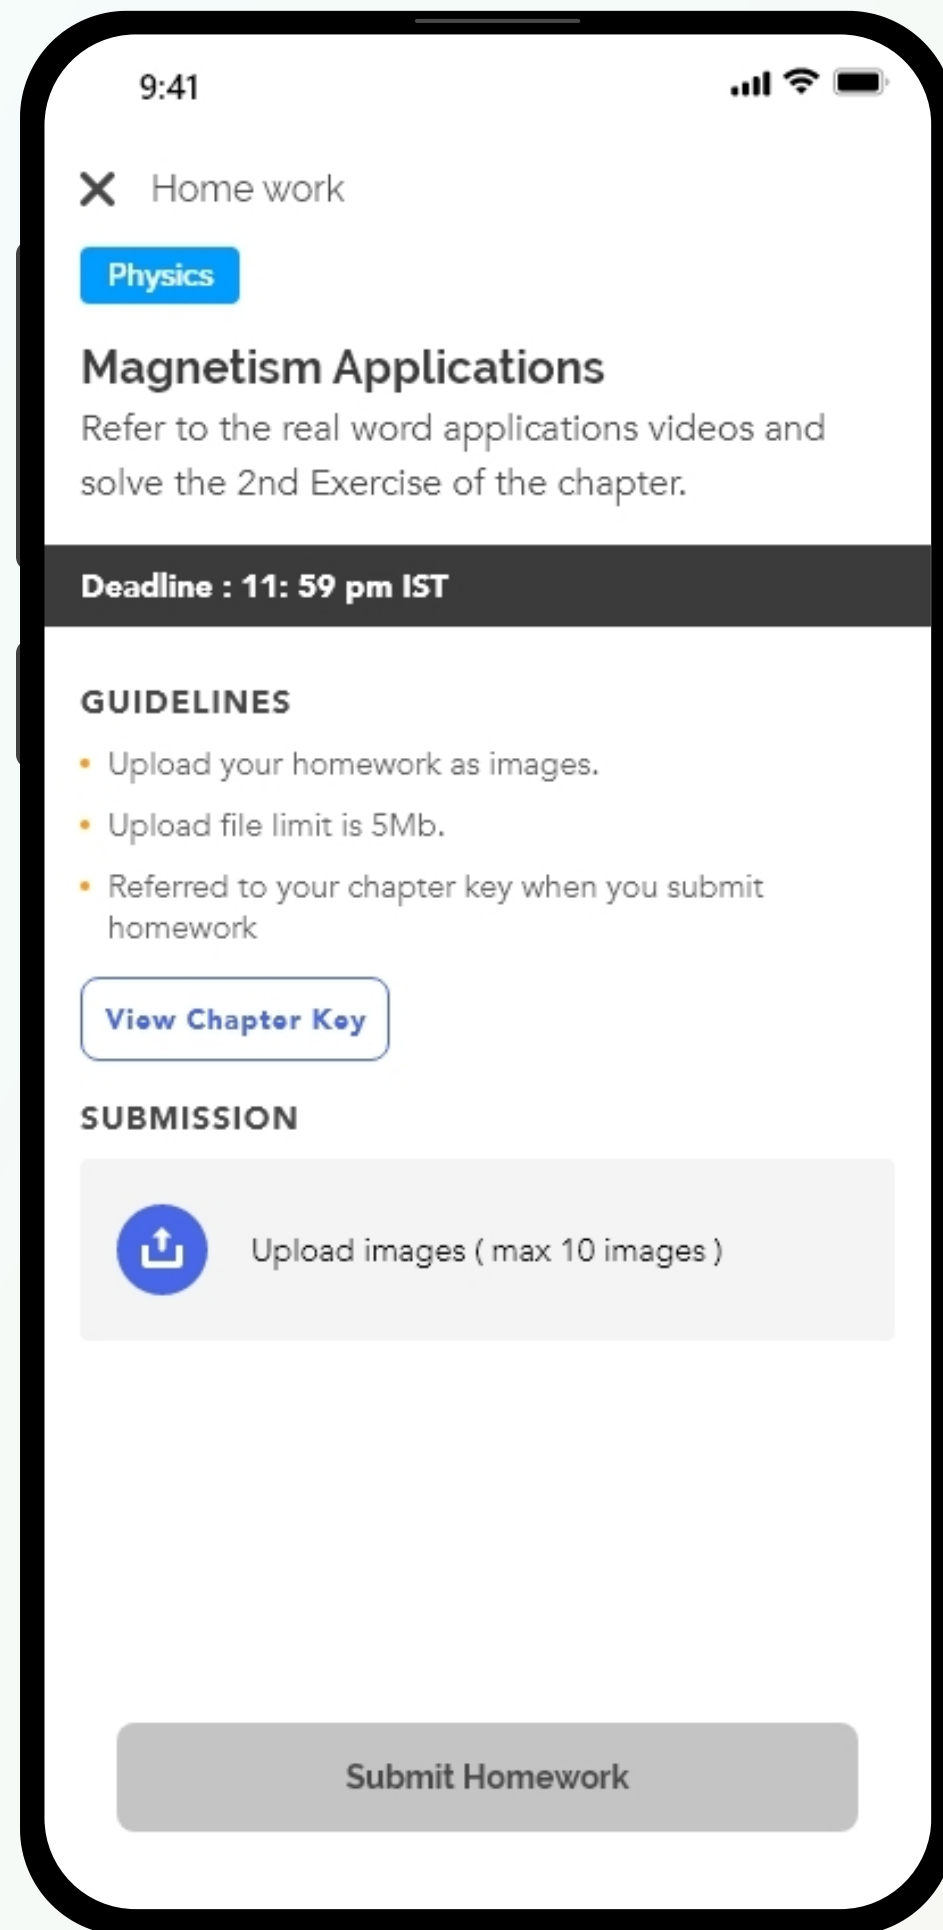 9:41
Home work
Physics
Magnetism Applications
Refer to the real word applications videos and
solve the 2nd Exercise of the chapter.
Deadline : 11: 59 pm IST
GUIDELINES
• Upload your homework as images.
• Upload file limit is 5Mb.
• Referred to your chapter key when you submit
homework
View Chapter Key
SUBMISSION
Upload images ( max 10 images )
Submit Homework